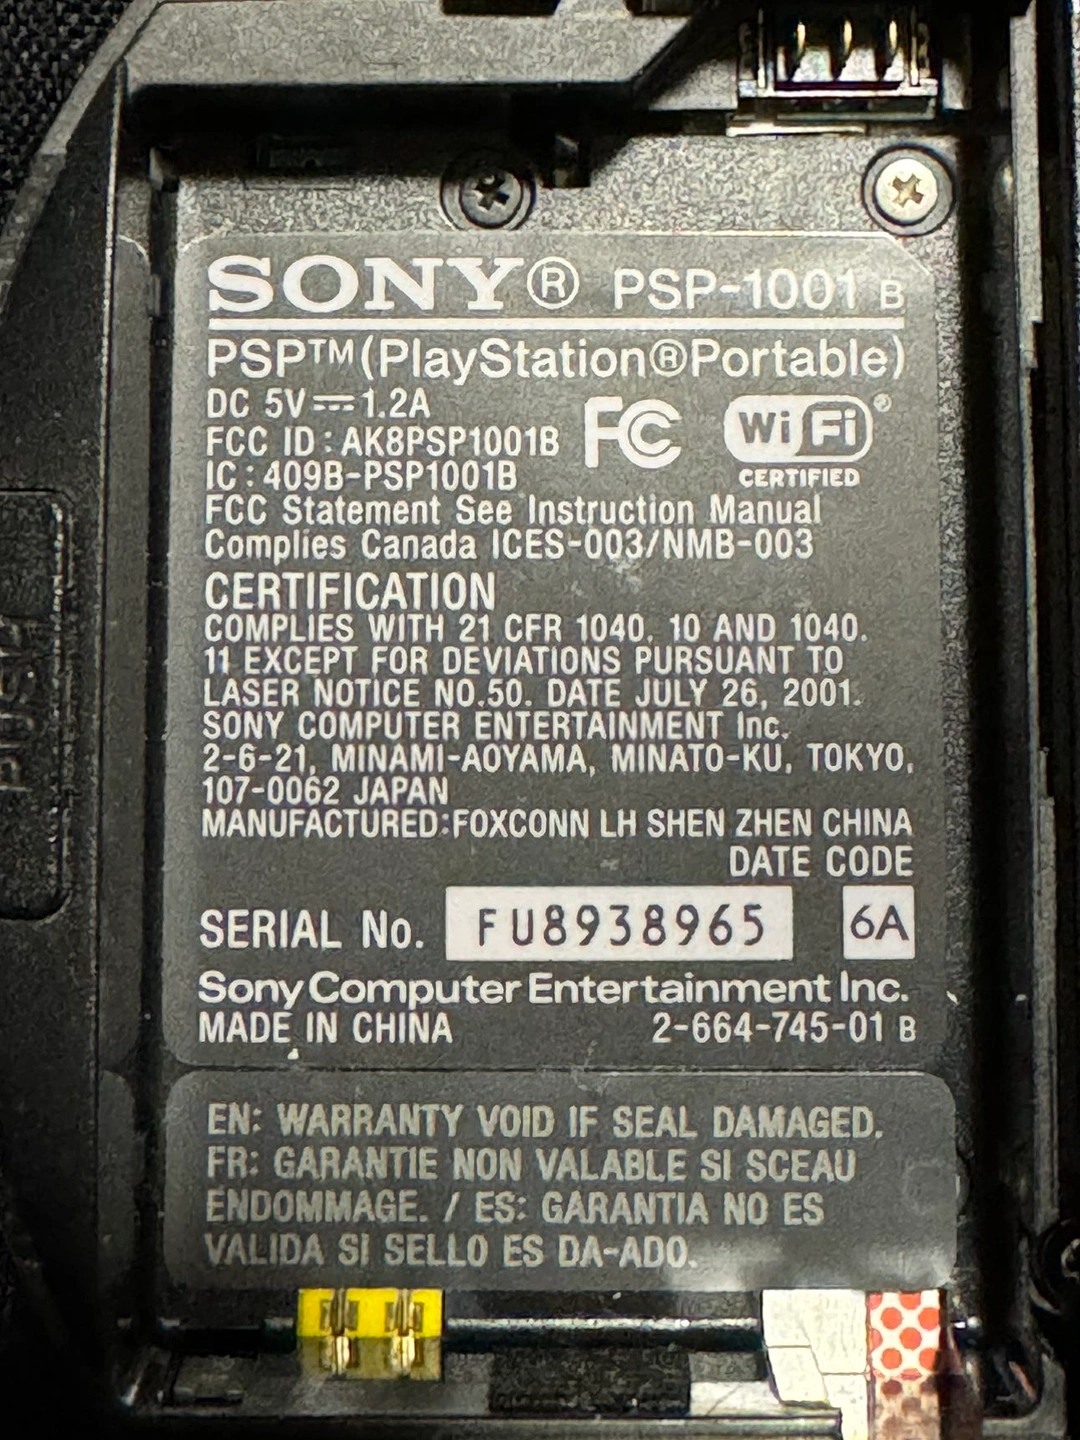 SONY® PSP-1001 B
PSP™(PlayStation®Portable)
DC 5V⎓1.2A
FCC ID : AK8PSP1001B
FC
WiFi®
CERTIFIED
IC : 409B-PSP1001B
FCC Statement See Instruction Manual
Complies Canada ICES-003/NMB-003
CERTIFICATION
COMPLIES WITH 21 CFR 1040. 10 AND 1040.
11 EXCEPT FOR DEVIATIONS PURSUANT TO
LASER NOTICE NO.50. DATE JULY 26, 2001.
SONY COMPUTER ENTERTAINMENT Inc.
2-6-21, MINAMI-AOYAMA, MINATO-KU, TOKYO,
107-0062 JAPAN
MANUFACTURED:FOXCONN LH SHEN ZHEN CHINA
DATE CODE
SERIAL No. FU8938965 6A
Sony Computer Entertainment Inc.
MADE IN CHINA 2-664-745-01 B
EN: WARRANTY VOID IF SEAL DAMAGED.
FR: GARANTIE NON VALABLE SI SCEAU
ENDOMMAGE. / ES: GARANTIA NO ES
VALIDA SI SELLO ES DA-ADO.
PUSH